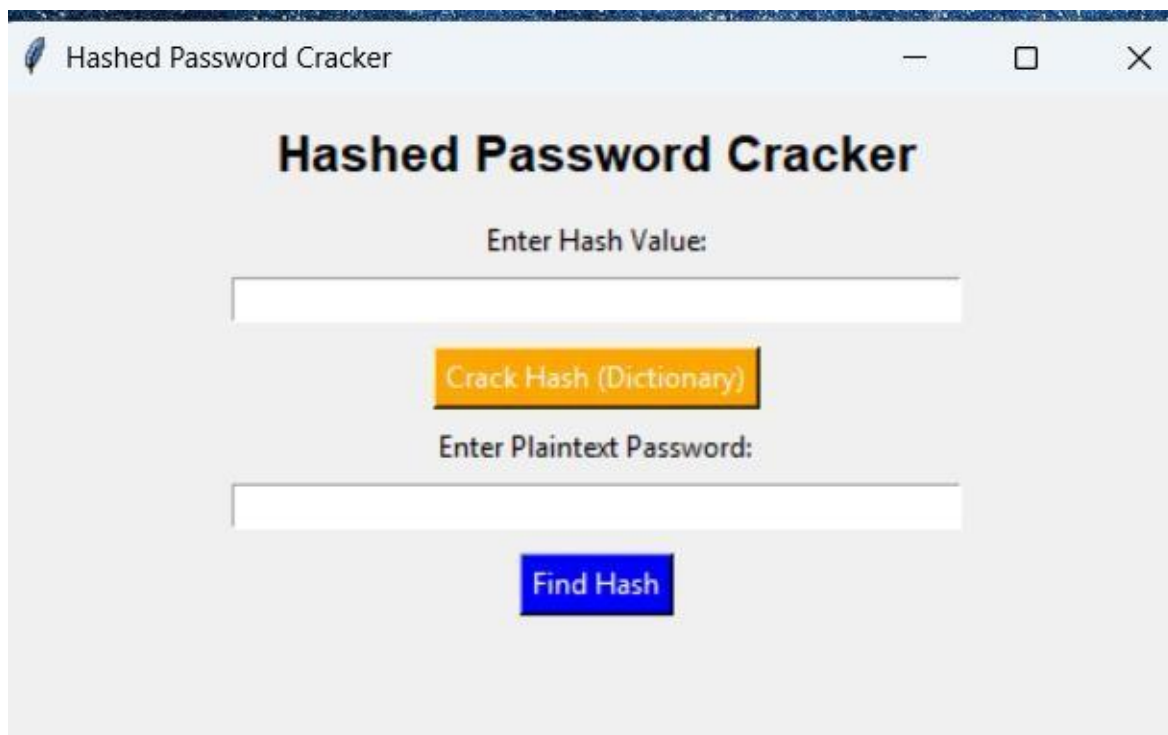 Hashed Password Cracker
Hashed Password Cracker
Enter Hash Value:
Crack Hash (Dictionary)
Enter Plaintext Password:
Find Hash